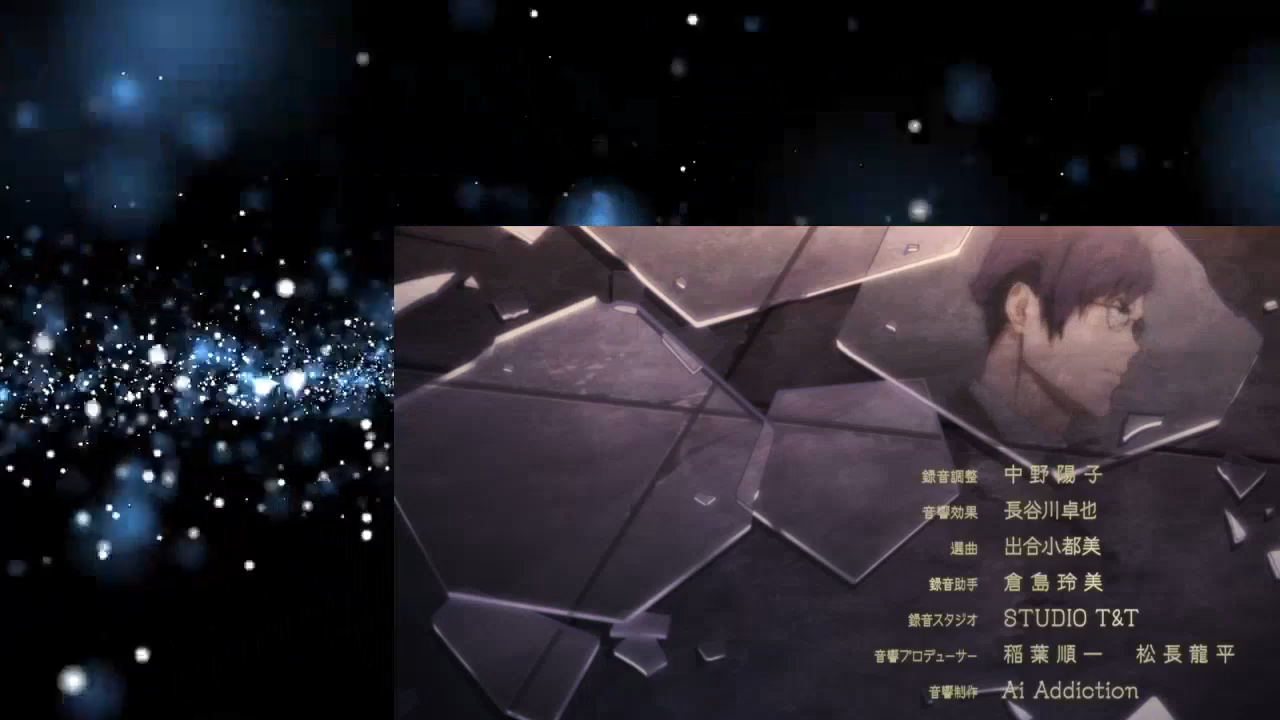 録音調整 中野陽子
音響効果 長谷川卓也
選曲 出合小都美
録音助手 倉島玲美
録音スタジオ STUDIO T&T
音響プロデューサー 稲葉順一 松長龍平
音響制作 Ai Addiction